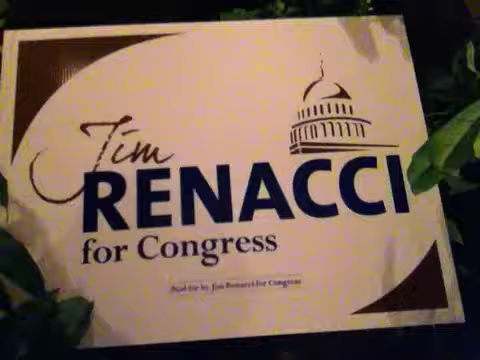 Jim
RENACCI
for Congress
Paid for by Jim Renacci for Congress